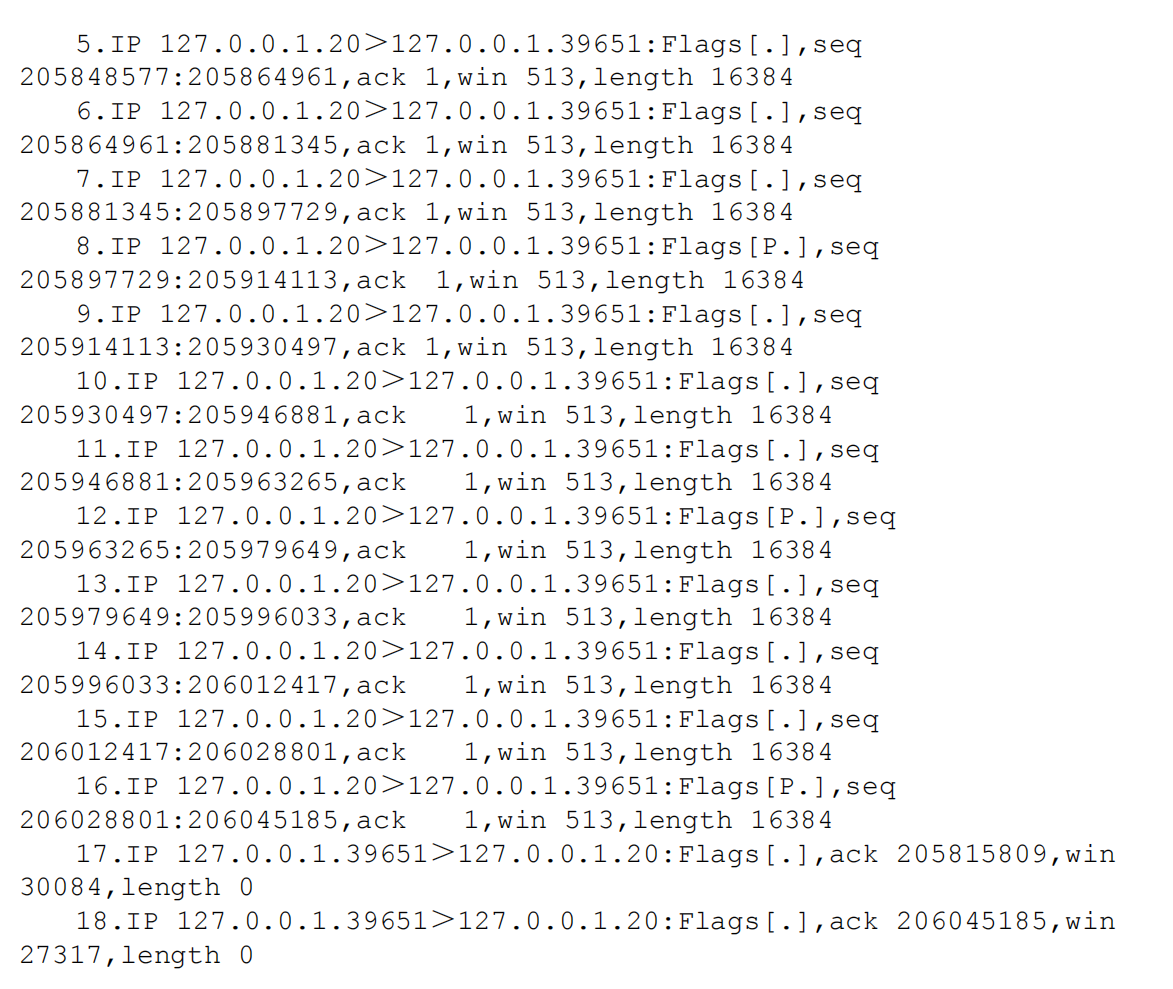 5.IP 127.0.0.1.20>127.0.0.1.39651:Flags[.],seq
205848577:205864961,ack 1,win 513,length 16384
6.IP 127.0.0.1.20>127.0.0.1.39651:Flags[.],seq
205864961:205881345,ack 1,win 513,length 16384
7.IP 127.0.0.1.20>127.0.0.1.39651:Flags[.],seq
205881345:205897729,ack 1,win 513,length 16384
8.IP 127.0.0.1.20>127.0.0.1.39651:Flags[P.],seq
205897729:205914113,ack 1,win 513,length 16384
9.IP 127.0.0.1.20>127.0.0.1.39651:Flags[.],seq
205914113:205930497,ack 1,win 513,length 16384
10.IP 127.0.0.1.20>127.0.0.1.39651:Flags[.],seq
205930497:205946881,ack 1,win 513,length 16384
11.IP 127.0.0.1.20>127.0.0.1.39651:Flags[.],seq
205946881:205963265,ack 1,win 513,length 16384
12.IP 127.0.0.1.20>127.0.0.1.39651:Flags[P.],seq
205963265:205979649,ack 1,win 513,length 16384
13.IP 127.0.0.1.20>127.0.0.1.39651:Flags[.],seq
205979649:205996033,ack 1,win 513,length 16384
14.IP 127.0.0.1.20>127.0.0.1.39651:Flags[.],seq
205996033:206012417,ack 1,win 513,length 16384
15.IP 127.0.0.1.20>127.0.0.1.39651:Flags[.],seq
206012417:206028801,ack 1,win 513,length 16384
16.IP 127.0.0.1.20>127.0.0.1.39651:Flags[P.],seq
206028801:206045185,ack 1,win 513,length 16384
17.IP 127.0.0.1.39651>127.0.0.1.20:Flags[.],ack 205815809,win
30084,length 0
18.IP 127.0.0.1.39651>127.0.0.1.20:Flags[.],ack 206045185,win
27317,length 0